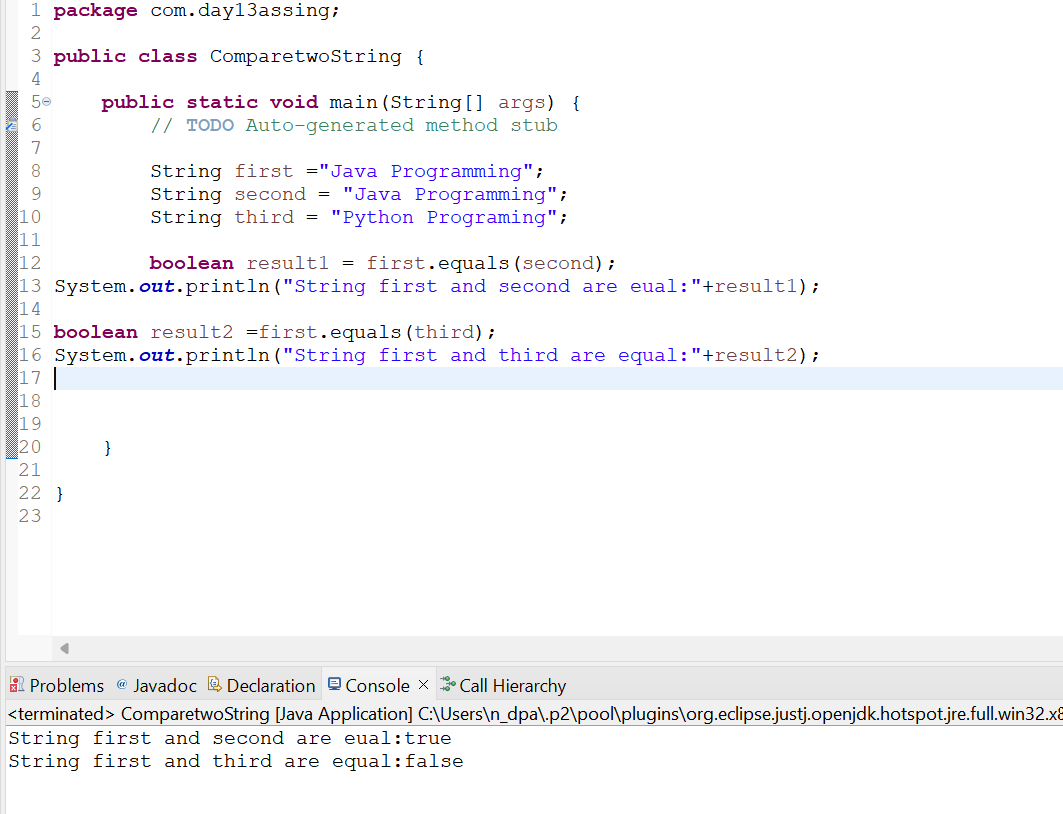 1 package com.day13assing;
2
3 public class ComparetwoString {
4
5 public static void main(String[] args) {
6 // TODO Auto-generated method stub
7
8 String first ="Java Programming";
9 String second = "Java Programming";
10 String third = "Python Programing";
11
12 boolean result1 = first.equals(second);
13 System.out.println("String first and second are eual:"+result1);
14
15 boolean result2 =first.equals(third);
16 System.out.println("String first and third are equal:"+result2);
17
18
19
20 }
21
22 }
23
Problems @ Javadoc Declaration Console × Call Hierarchy
<terminated> ComparetwoString [Java Application] C:\Users\n_dpa\.p2\pool\plugins\org.eclipse.justj.openjdk.hotspot.jre.full.win32.x8
String first and second are eual:true
String first and third are equal:false